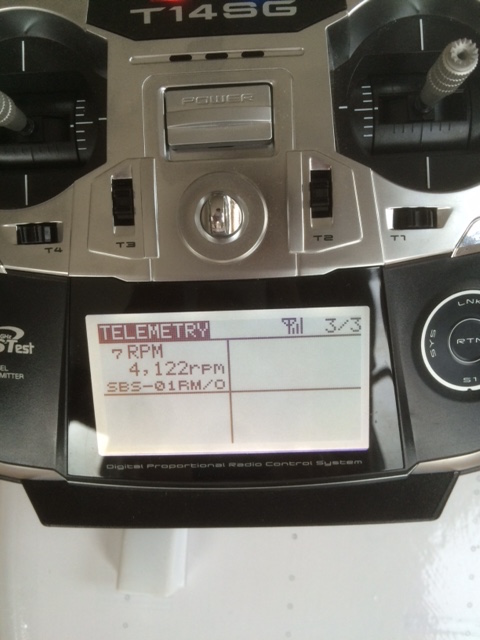 T14SG
POWER
T4
T3
T2
T1
TELEMETRY 3/3
7 RPM
4,122rpm
SBS-01RM/O
LNK
SYS
RTN
S1
Test
Digital Proportional Radio Control System